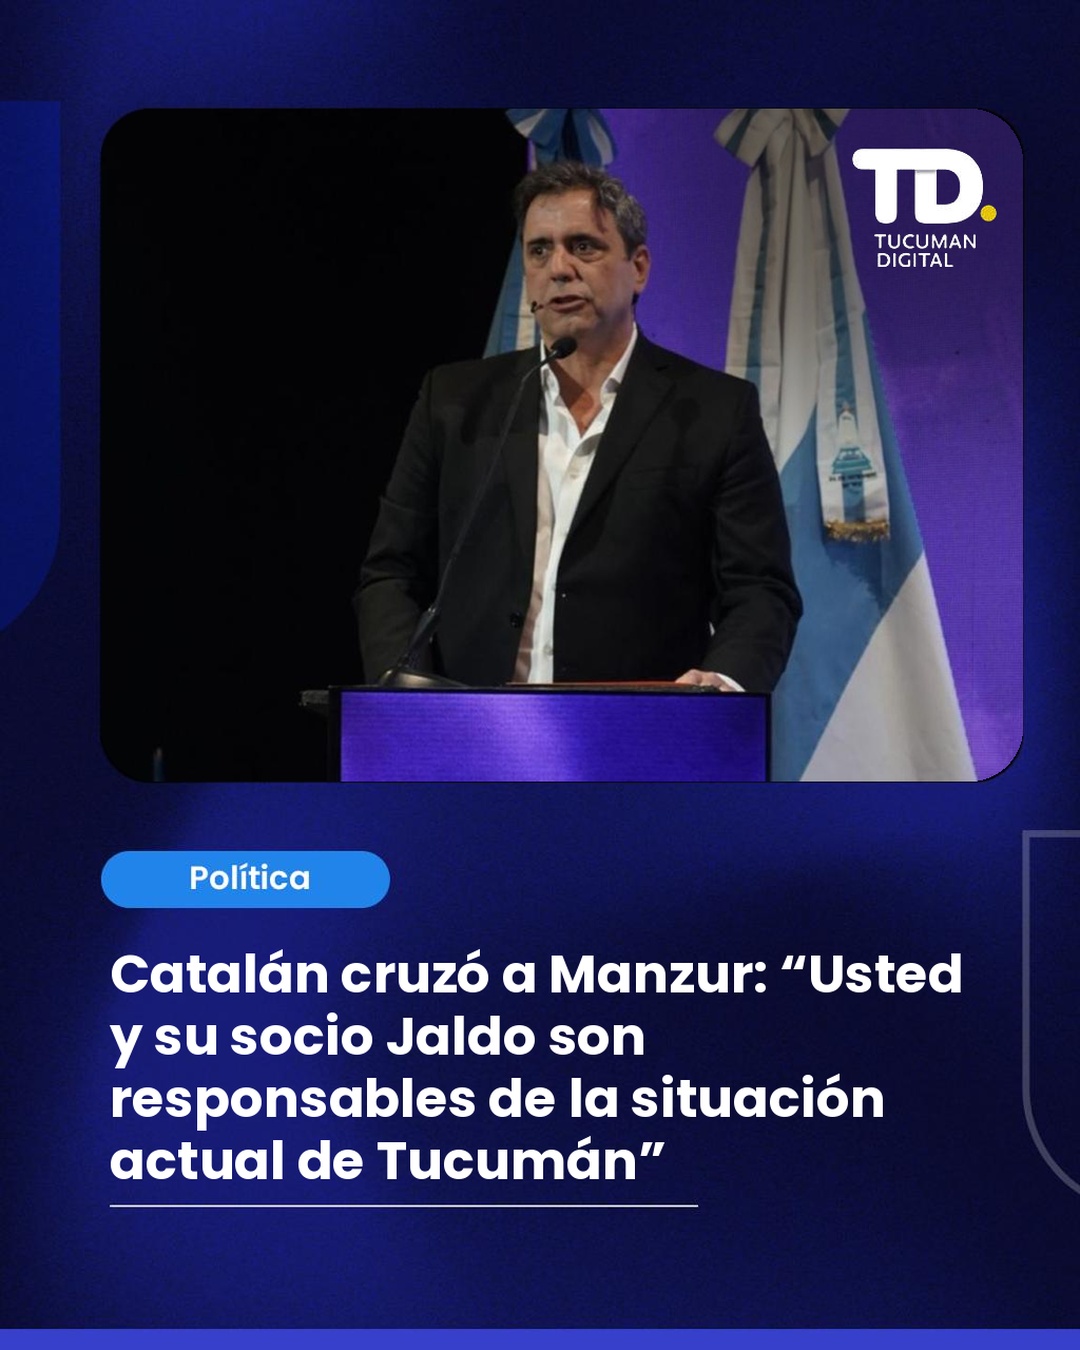 TD.
TUCUMAN
DIGITAL
Política
Catalán cruzó a Manzur: “Usted
y su socio Jaldo son
responsables de la situación
actual de Tucumán”